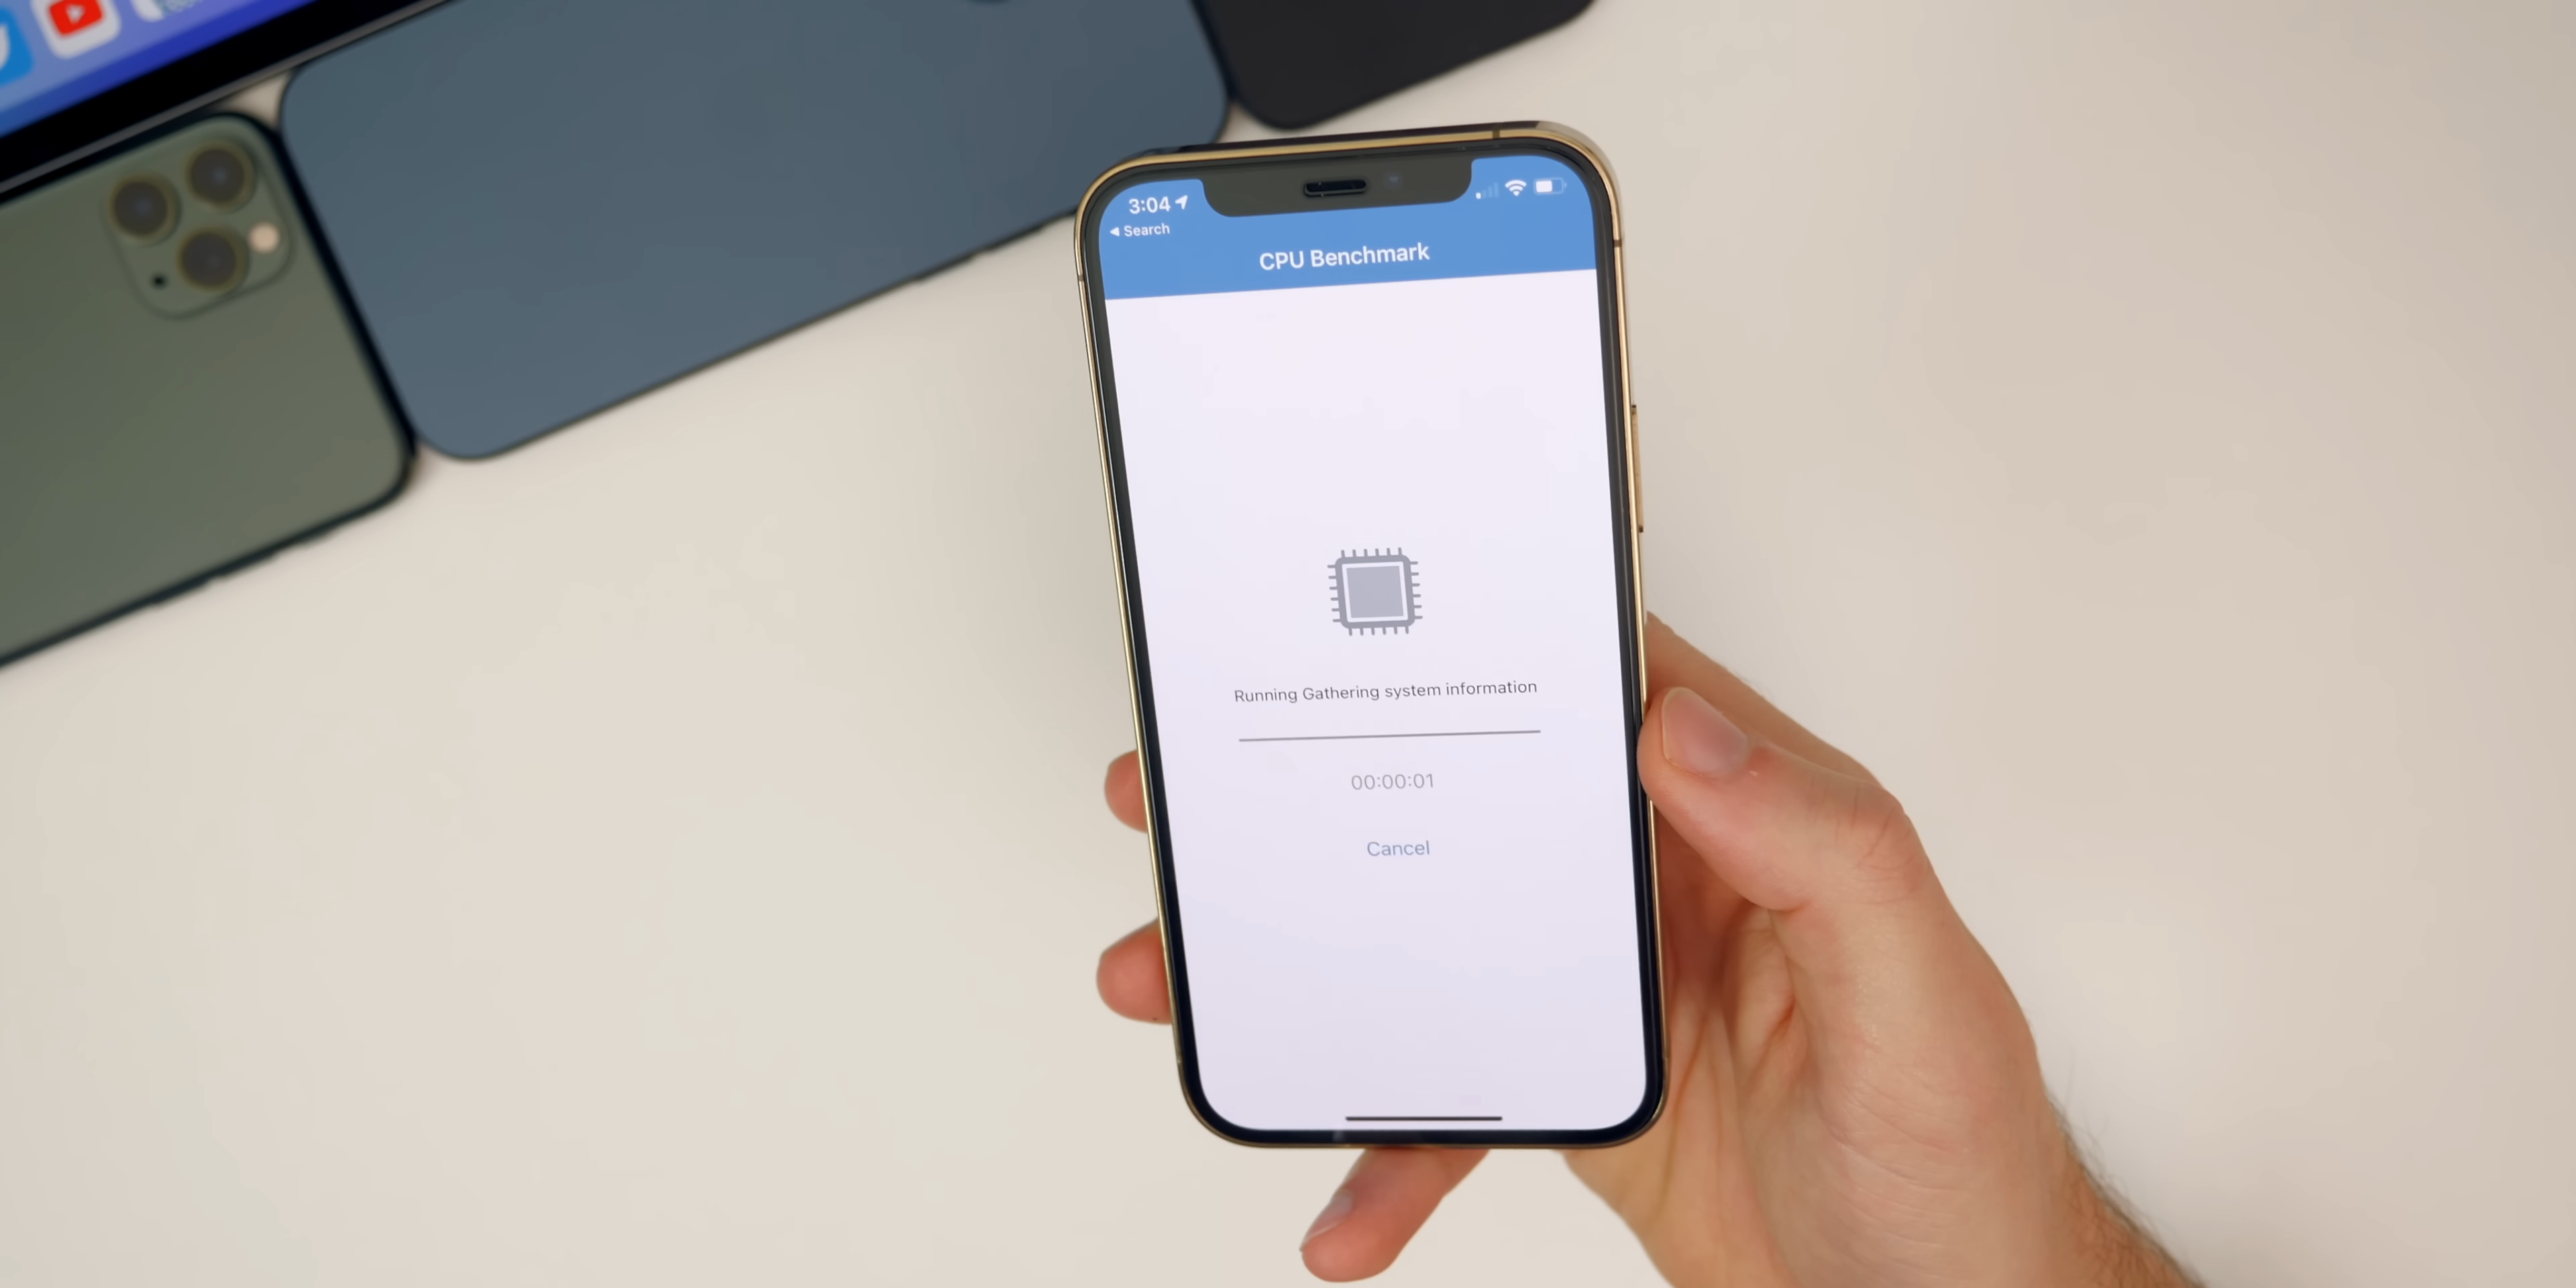 3:04
◀ Search
CPU Benchmark
Running Gathering system information
00:00:01
Cancel